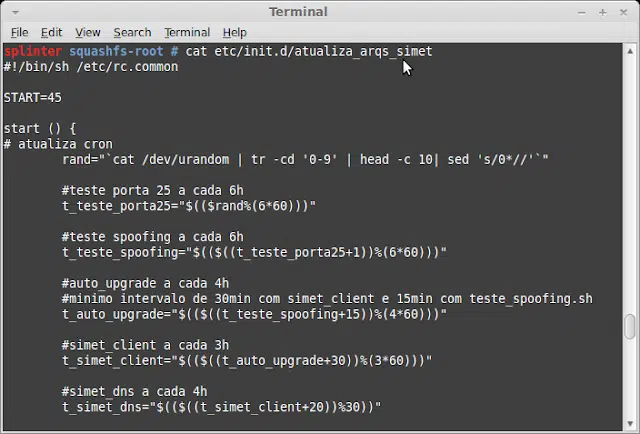 Terminal
File Edit View Search Terminal Help
splinter squashfs-root # cat etc/init.d/atualiza_arqs_simet
#!/bin/sh /etc/rc.common
START=45
start () {
# atualiza cron
rand="`cat /dev/urandom | tr -cd '0-9' | head -c 10| sed 's/0*//'`"
#teste porta 25 a cada 6h
t_teste_porta25="$(($rand%(6*60)))"
#teste spoofing a cada 6h
t_teste_spoofing="$(($((t_teste_porta25+1))%(6*60)))"
#auto_upgrade a cada 4h
#minimo intervalo de 30min com simet_client e 15min com teste_spoofing.sh
t_auto_upgrade="$(($((t_teste_spoofing+15))%(4*60)))"
#simet_client a cada 3h
t_simet_client="$(($((t_auto_upgrade+30))%(3*60)))"
#simet_dns a cada 4h
t_simet_dns="$(($((t_simet_client+20))%30))"